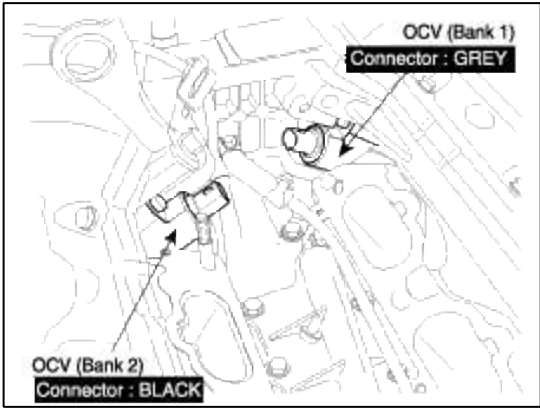 OCV (Bank 1)
Connector : GREY
OCV (Bank 2)
Connector : BLACK